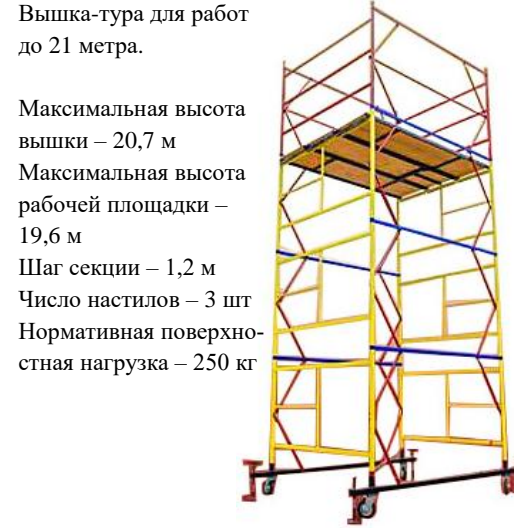 Вышка-тура для работ
до 21 метра.
Максимальная высота
вышки – 20,7 м
Максимальная высота
рабочей площадки –
19,6 м
Шаг секции – 1,2 м
Число настилов – 3 шт
Нормативная поверхно-
стная нагрузка – 250 кг